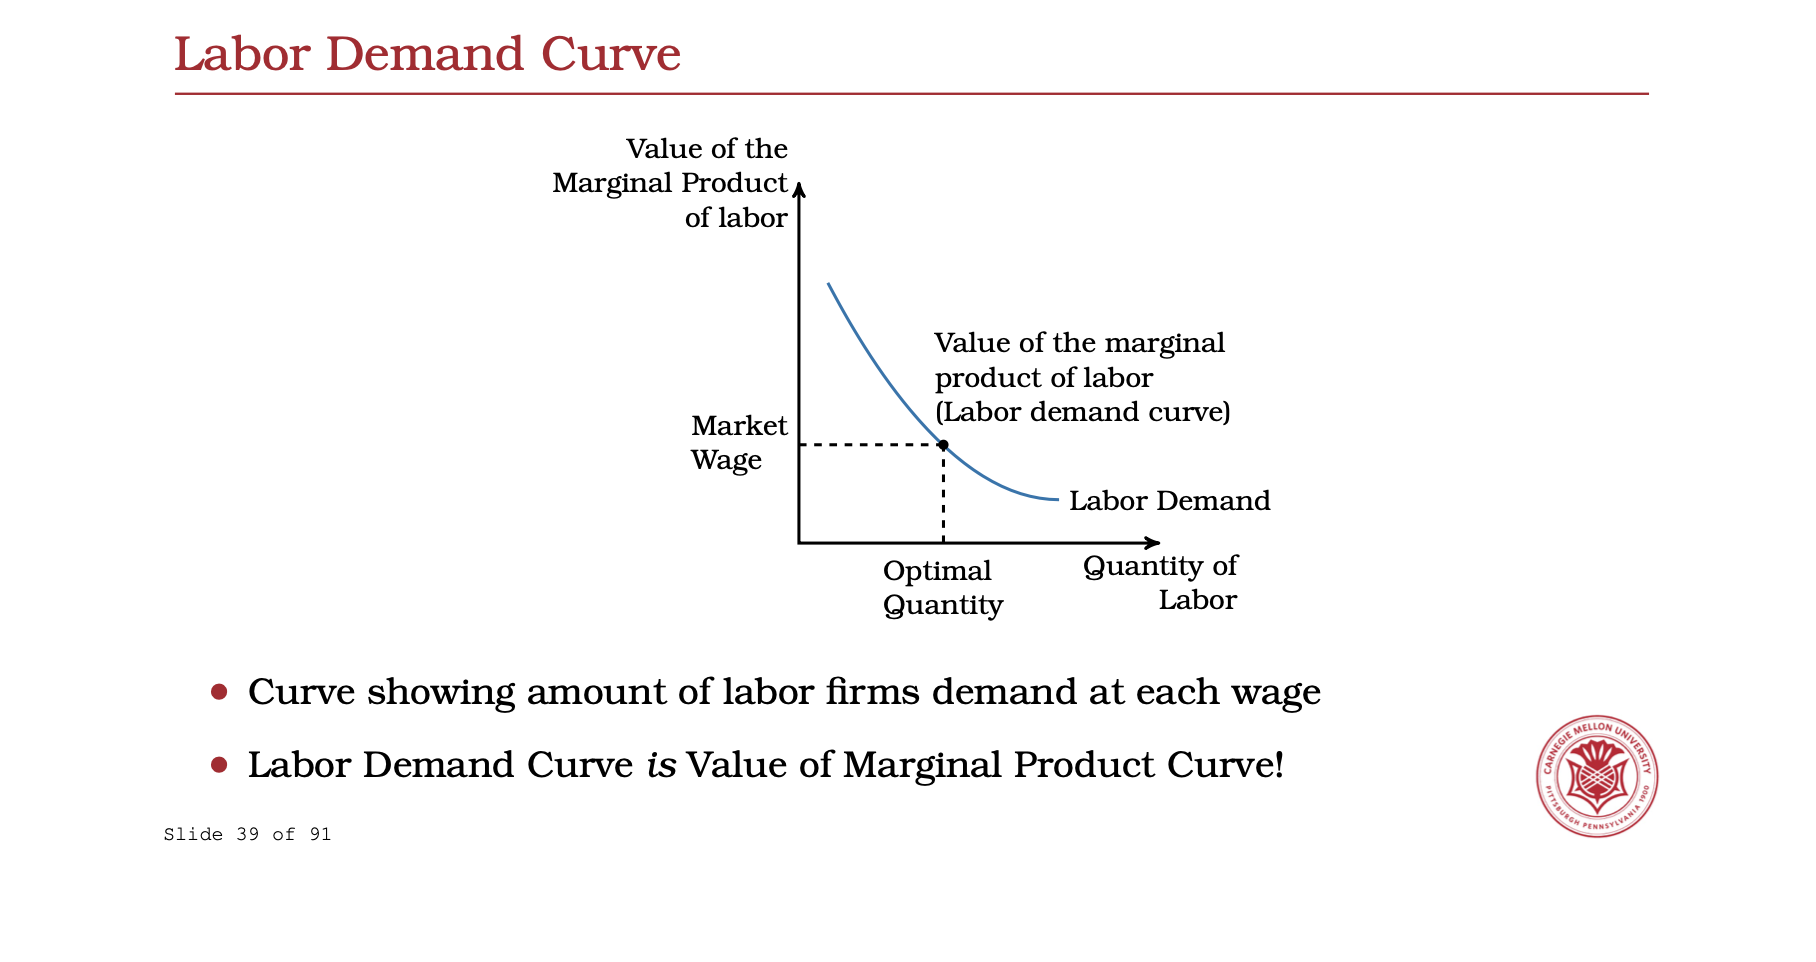 Labor Demand Curve
Value of the
Marginal Product
of labor
Value of the marginal
product of labor
(Labor demand curve)
Market
Wage
Labor Demand
Optimal
Quantity
Quantity of
Labor
Curve showing amount of labor firms demand at each wage
Labor Demand Curve is Value of Marginal Product Curve!
CARNEGIE MELLON UNIVERSITY
PITTSBURGH PENNSYLVANIA 1900
Slide 39 of 91